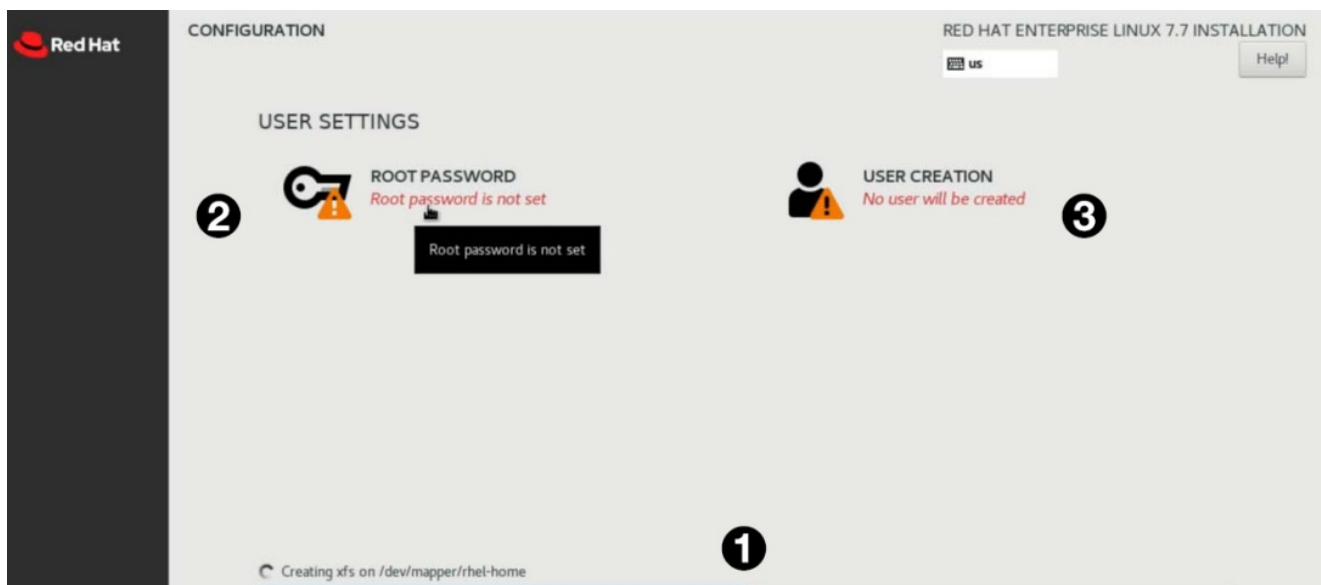 Red Hat
CONFIGURATION
RED HAT ENTERPRISE LINUX 7.7 INSTALLATION
us
Help!
USER SETTINGS
ROOT PASSWORD
Root password is not set
USER CREATION
No user will be created
2
3
Root password is not set
1
Creating xfs on /dev/mapper/rhel-home